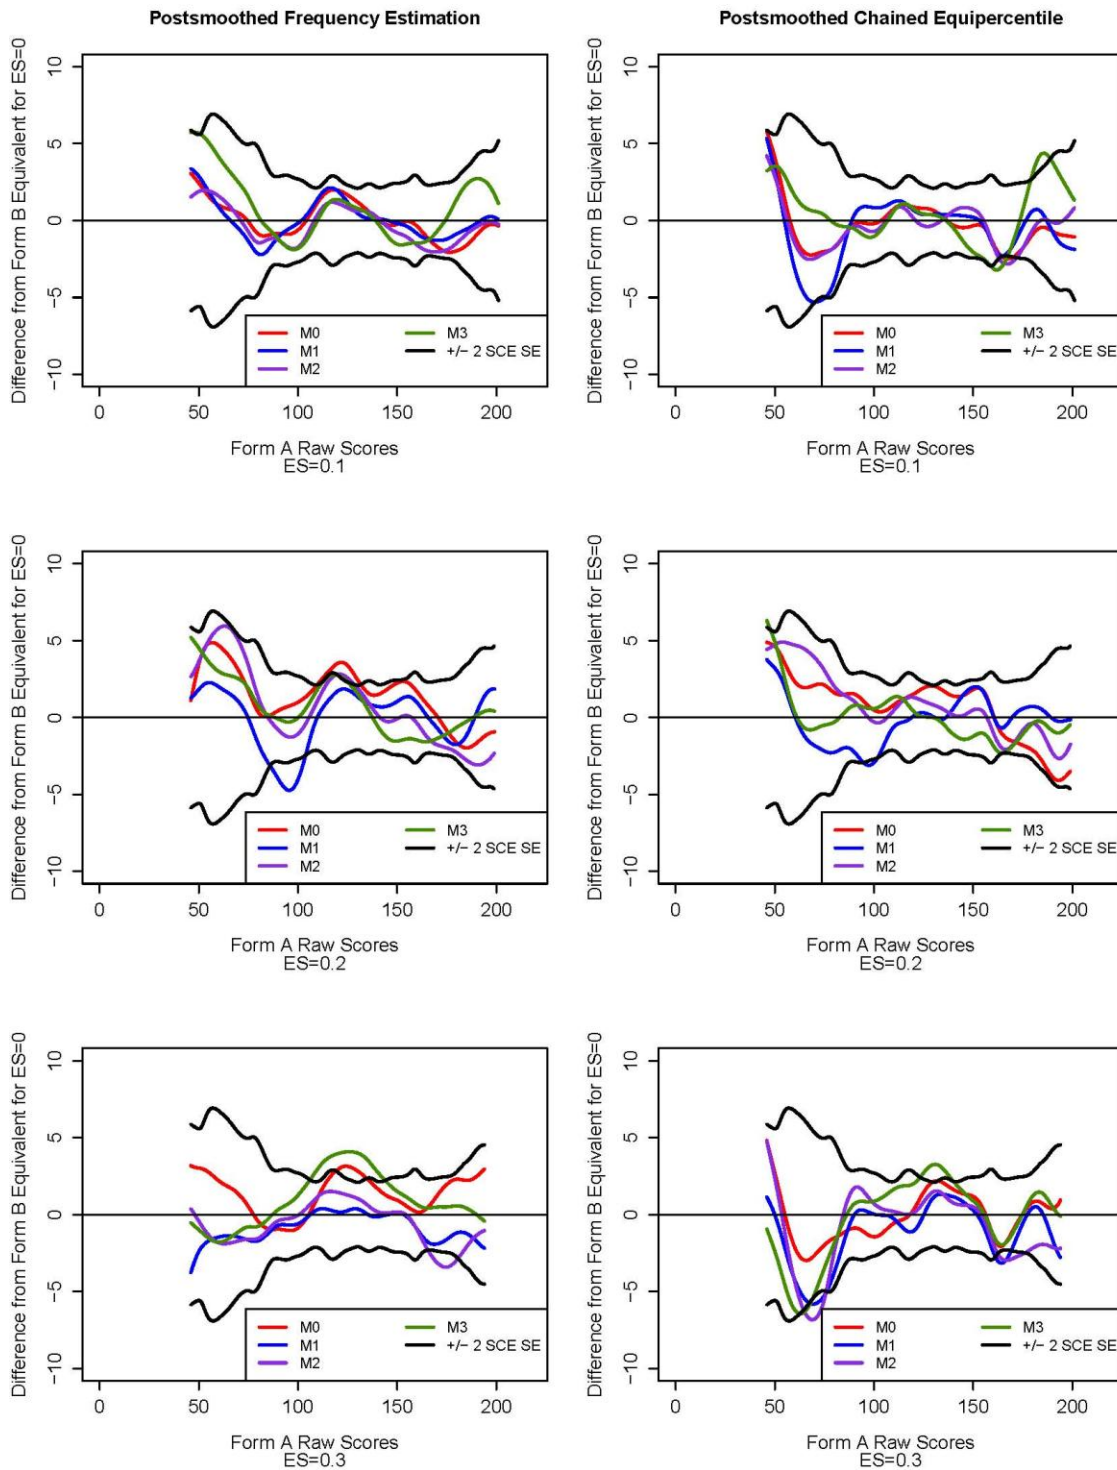 Postsmoothed Frequency Estimation
Postsmoothed Chained Equipercentile
Difference from Form B Equivalent for ES=0
10
5
0
−5
−10
M0
M1
M2
M3
+/− 2 SCE SE
0 50 100 150 200
Form A Raw Scores
ES=0.1
Difference from Form B Equivalent for ES=0
10
5
0
−5
−10
M0
M1
M2
M3
+/− 2 SCE SE
0 50 100 150 200
Form A Raw Scores
ES=0.1
Difference from Form B Equivalent for ES=0
10
5
0
−5
−10
M0
M1
M2
M3
+/− 2 SCE SE
0 50 100 150 200
Form A Raw Scores
ES=0.2
Difference from Form B Equivalent for ES=0
10
5
0
−5
−10
M0
M1
M2
M3
+/− 2 SCE SE
0 50 100 150 200
Form A Raw Scores
ES=0.2
Difference from Form B Equivalent for ES=0
10
5
0
−5
−10
M0
M1
M2
M3
+/− 2 SCE SE
0 50 100 150 200
Form A Raw Scores
ES=0.3
Difference from Form B Equivalent for ES=0
10
5
0
−5
−10
M0
M1
M2
M3
+/− 2 SCE SE
0 50 100 150 200
Form A Raw Scores
ES=0.3